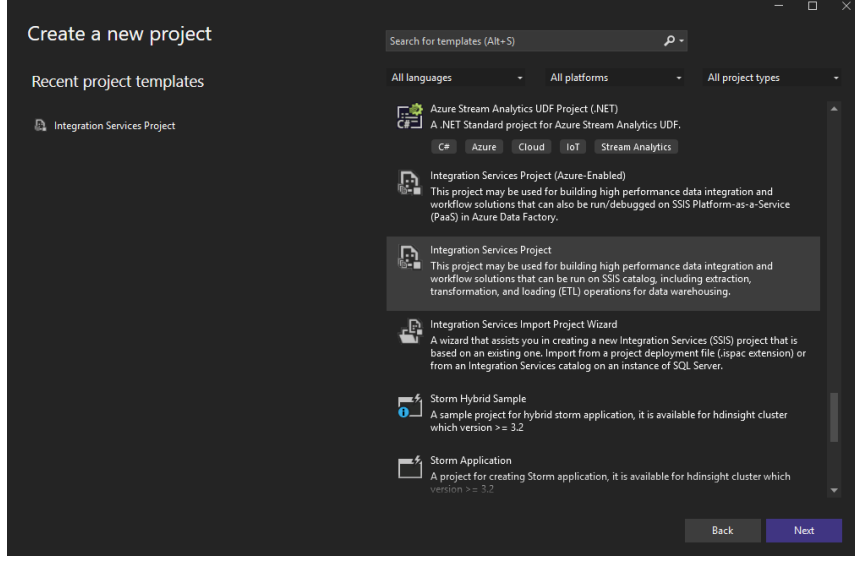 Create a new project
Search for templates (Alt+S)
Recent project templates
All languages
All platforms
All project types
Integration Services Project
Azure Stream Analytics UDF Project (.NET)
C#
A .NET Standard project for Azure Stream Analytics UDF.
C# Azure Cloud IoT Stream Analytics
Integration Services Project (Azure-Enabled)
This project may be used for building high performance data integration and
workflow solutions that can also be run/debugged on SSIS Platform-as-a-Service
(PaaS) in Azure Data Factory.
Integration Services Project
This project may be used for building high performance data integration and
workflow solutions that can be run on SSIS catalog, including extraction,
transformation, and loading (ETL) operations for data warehousing.
Integration Services Import Project Wizard
A wizard that assists you in creating a new Integration Services (SSIS) project that is
based on an existing one. Import from a project deployment file (.ispac extension) or
from an Integration Services catalog on an instance of SQL Server.
Storm Hybrid Sample
A sample project for hybrid storm application, it is available for hdinsight cluster
which version >= 3.2
Storm Application
A project for creating Storm application, it is available for hdinsight cluster which
version >= 3.2
Back
Next